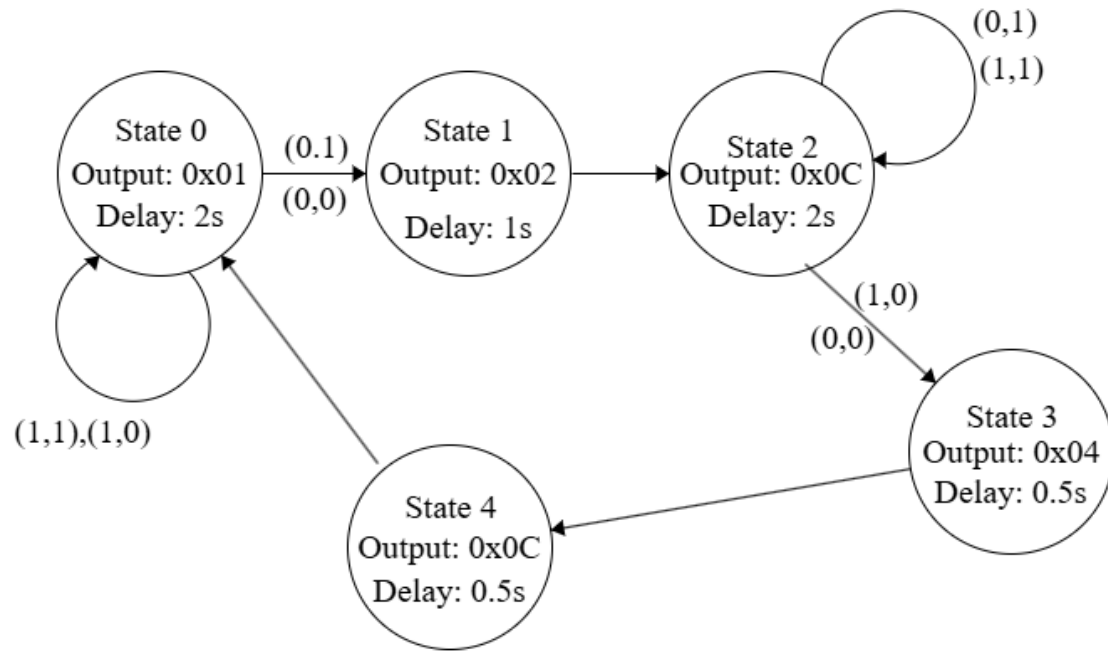 State 0
Output: 0x01
Delay: 2s
(0.1)
(0,0)
State 1
Output: 0x02
Delay: 1s
State 2
Output: 0x0C
Delay: 2s
(0,1)
(1,1)
(1,0)
(0,0)
State 3
Output: 0x04
Delay: 0.5s
State 4
Output: 0x0C
Delay: 0.5s
(1,1),(1,0)